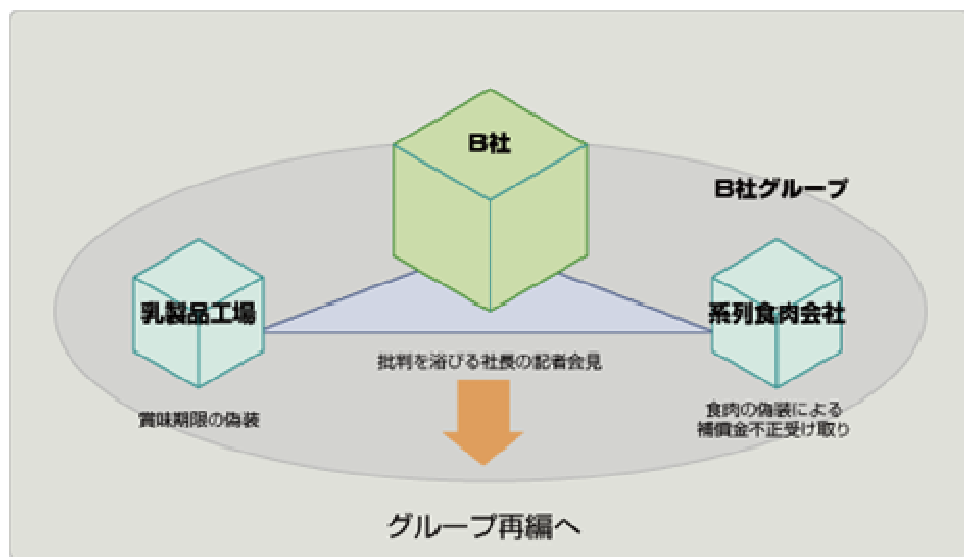 B社
B社グループ
乳製品工場
系列食肉会社
批判を浴びる社長の記者会見
賞味期限の偽装
食肉の偽装による
補償金不正受け取り
グループ再編へ